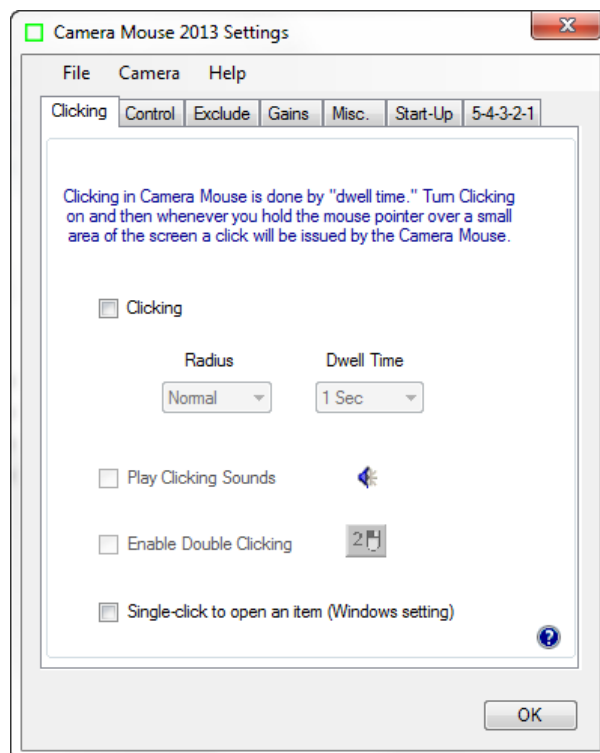 Camera Mouse 2013 Settings
File Camera Help
Clicking Control Exclude Gains Misc. Start-Up 5-4-3-2-1
Clicking in Camera Mouse is done by "dwell time." Turn Clicking
on and then whenever you hold the mouse pointer over a small
area of the screen a click will be issued by the Camera Mouse.
Clicking
Radius Dwell Time
Normal 1 Sec
Play Clicking Sounds
Enable Double Clicking 2
Single-click to open an item (Windows setting)
?
OK